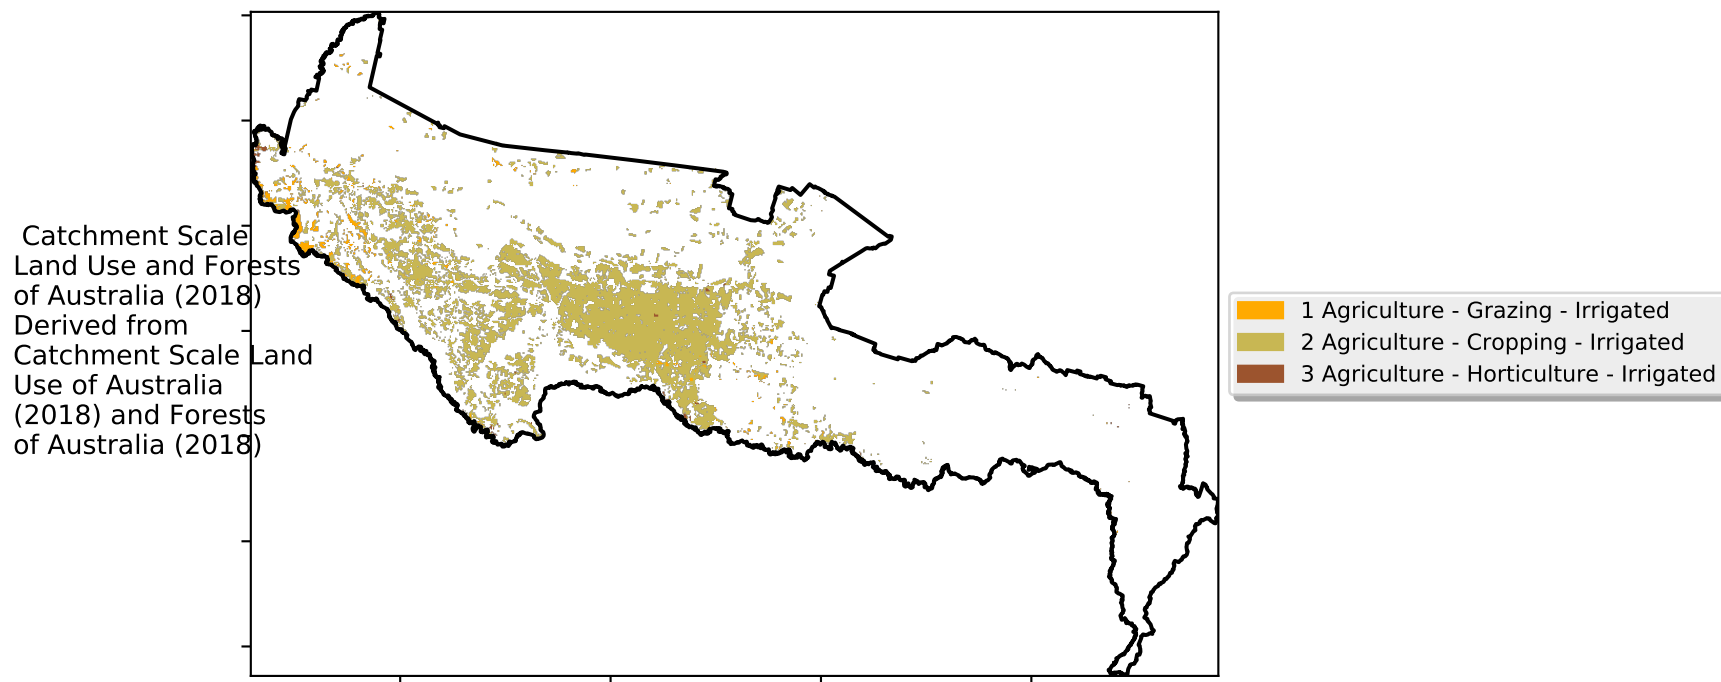 Catchment Scale
Land Use and Forests
of Australia (2018)
Derived from
Catchment Scale Land
Use of Australia
(2018) and Forests
of Australia (2018)
1 Agriculture - Grazing - Irrigated
2 Agriculture - Cropping - Irrigated
3 Agriculture - Horticulture - Irrigated